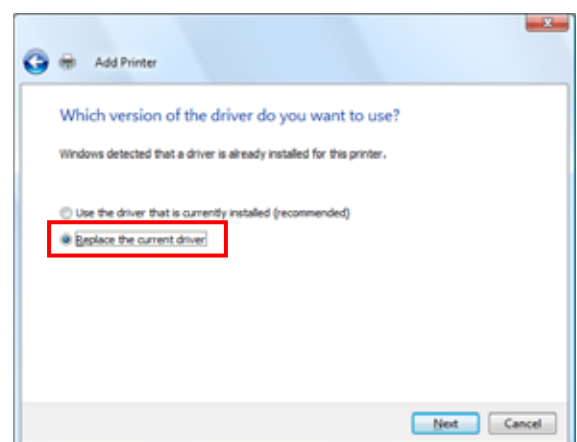 Add Printer
Which version of the driver do you want to use?
Windows detected that a driver is already installed for this printer.
Use the driver that is currently installed (recommended)
Replace the current driver
Next Cancel